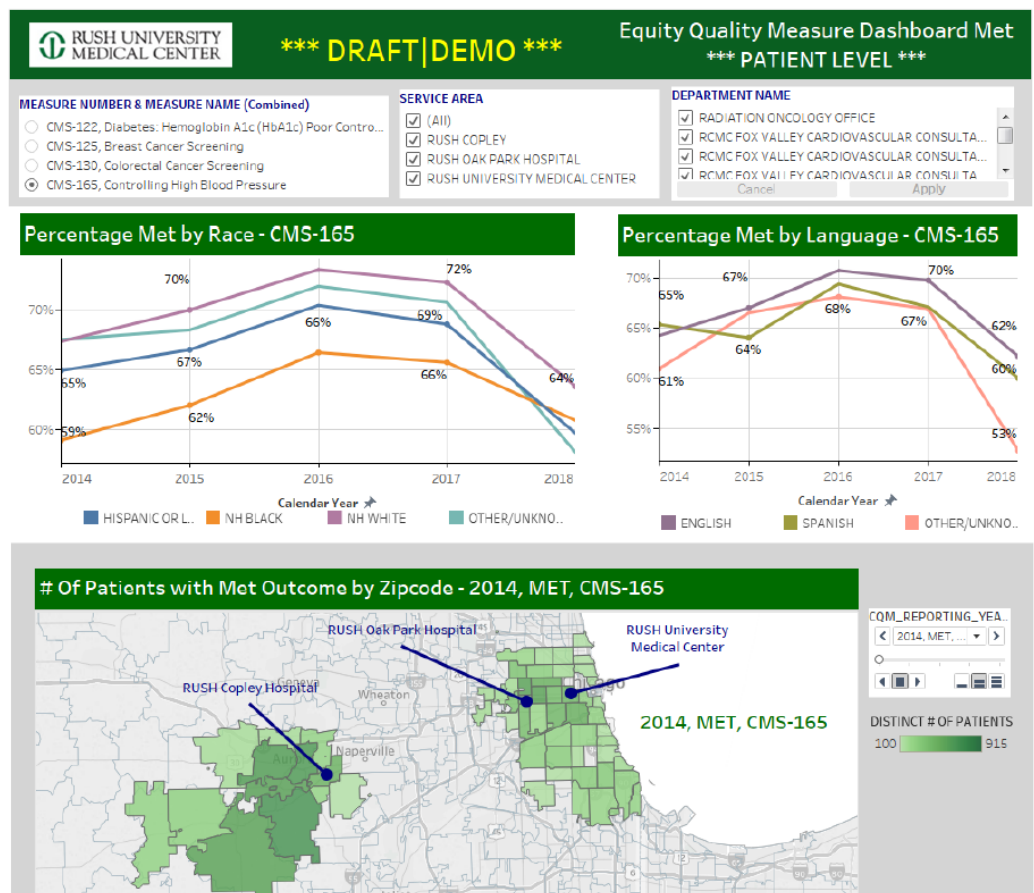 RUSH UNIVERSITY
MEDICAL CENTER
*** DRAFT|DEMO ***
Equity Quality Measure Dashboard Met
*** PATIENT LEVEL ***
MEASURE NUMBER & MEASURE NAME (Combined)
CMS-122, Diabetes: Hemoglobin A1c (HbA1c) Poor Contro...
CMS-125, Breast Cancer Screening
CMS-130, Colorectal Cancer Screening
CMS-165, Controlling High Blood Pressure
SERVICE AREA
(All)
RUSH COPLEY
RUSH OAK PARK HOSPITAL
RUSH UNIVERSITY MEDICAL CENTER
DEPARTMENT NAME
RADIATION ONCOLOGY OFFICE
RCMC FOX VALLEY CARDIOVASCULAR CONSULTA...
RCMC FOX VALLEY CARDIOVASCULAR CONSULTA...
RCMC FOX VALLEY CARDIOVASCULAR CONSULTA
Cancel Apply
Percentage Met by Race - CMS-165
70%
65%
60%
70%
72%
66%
69%
67%
65%
66%
64%
62%
59%
2014 2015 2016 2017 2018
Calendar Year
HISPANIC OR L.. NH BLACK NH WHITE OTHER/UNKNO..
Percentage Met by Language - CMS-165
70%
65%
60%
55%
67%
70%
65%
68%
67%
62%
64%
60%
61%
53%
2014 2015 2016 2017 2018
Calendar Year
ENGLISH SPANISH OTHER/UNKNO..
# Of Patients with Met Outcome by Zipcode - 2014, MET, CMS-165
RUSH Oak Park Hospital
RUSH University
Medical Center
RUSH Copley Hospital
Geneva
Wheaton
Naperville
2014, MET, CMS-165
CQM_REPORTING_YEA..
2014, MET, ...
DISTINCT # OF PATIENTS
100 915